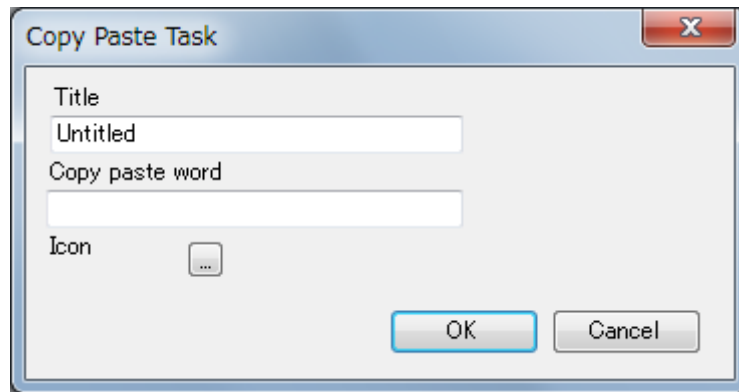 Copy Paste Task
Title
Untitled
Copy paste word
Icon
...
OK Cancel